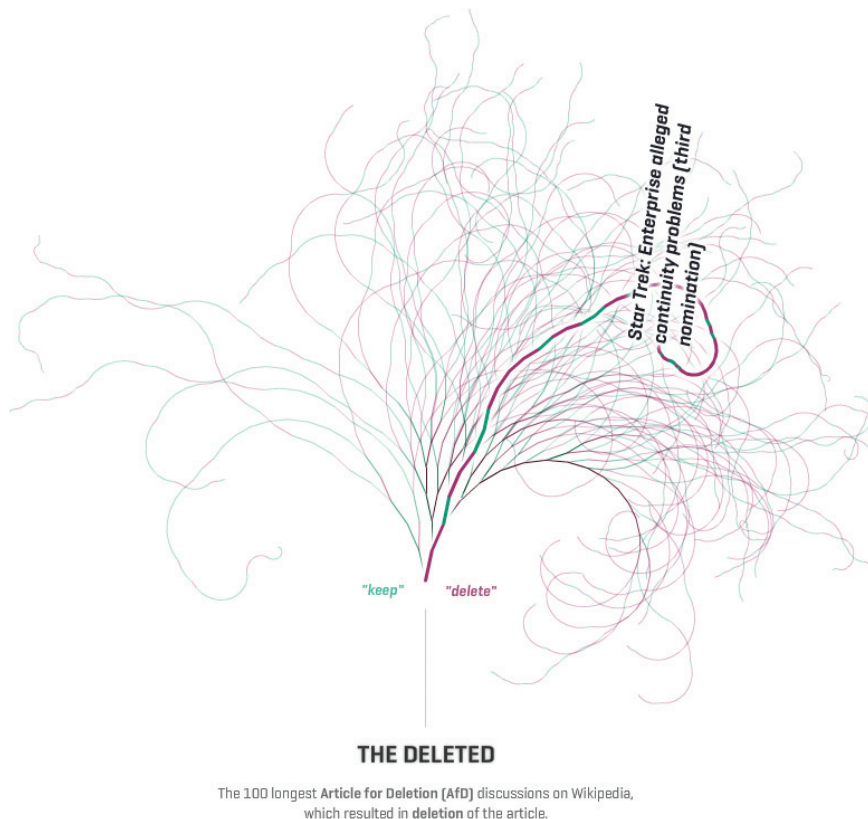 Star Trek: Enterprise alleged
continuity problems (third
nomination)
"keep"
"delete"
THE DELETED
The 100 longest Article for Deletion (AfD) discussions on Wikipedia,
which resulted in deletion of the article.